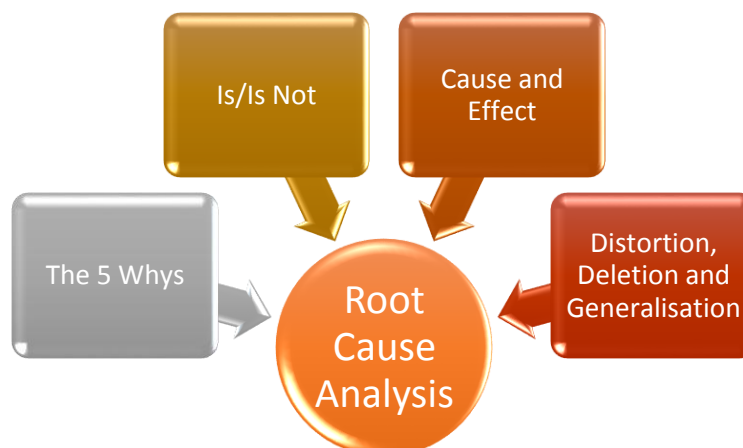 The 5 Whys
Is/Is Not
Cause and
Effect
Distortion,
Deletion and
Generalisation
Root
Cause
Analysis